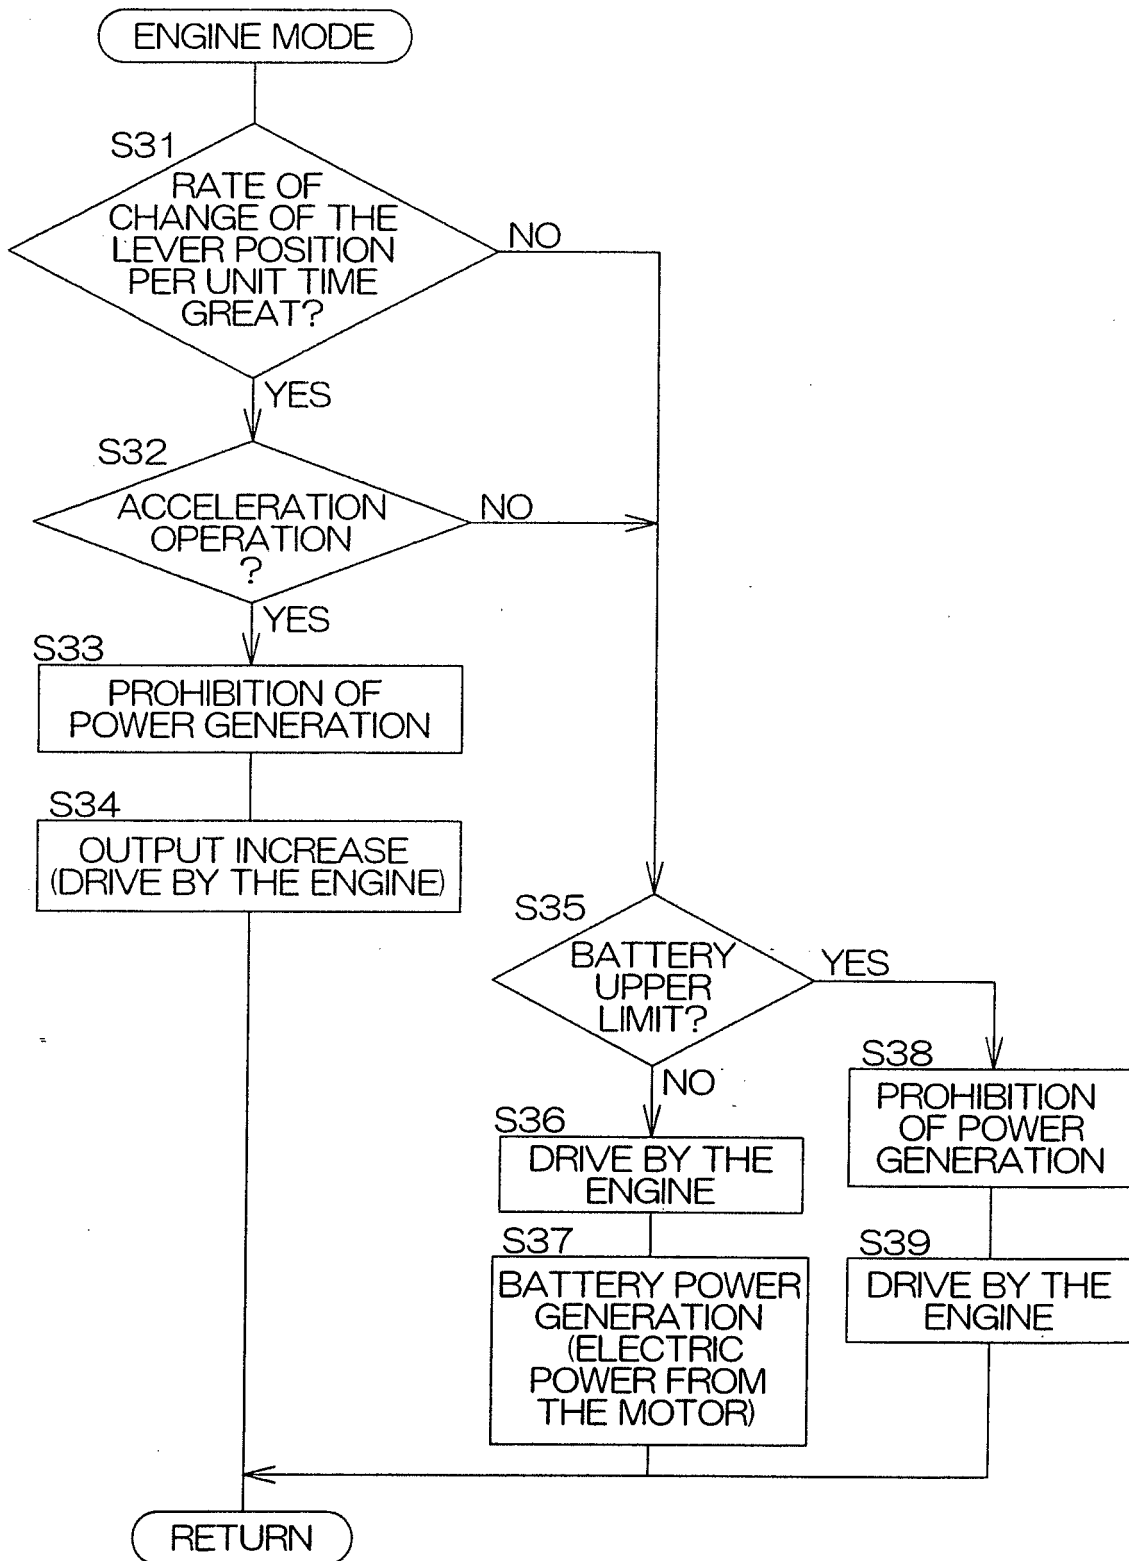 ENGINE MODE
S31
RATE OF
CHANGE OF THE
LEVER POSITION
PER UNIT TIME
GREAT?
NO
YES
S32
ACCELERATION
OPERATION
?
NO
YES
S33
PROHIBITION OF
POWER GENERATION
S34
OUTPUT INCREASE
(DRIVE BY THE ENGINE)
S35
BATTERY
UPPER
LIMIT?
YES
NO
S36
DRIVE BY THE
ENGINE
S37
BATTERY POWER
GENERATION
(ELECTRIC
POWER FROM
THE MOTOR)
S38
PROHIBITION
OF POWER
GENERATION
S39
DRIVE BY THE
ENGINE
RETURN